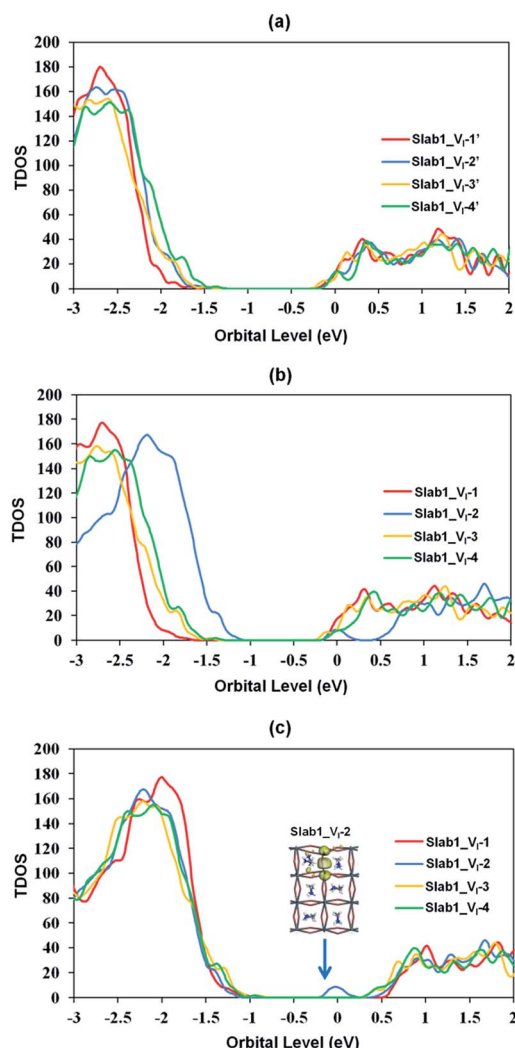 (a)
200
180
160
140
120
100
80
60
40
20
0
TDOS
Slab1_VI-1’
Slab1_VI-2’
Slab1_VI-3’
Slab1_VI-4’
-3 -2.5 -2 -1.5 -1 -0.5 0 0.5 1 1.5 2
Orbital Level (eV)
(b)
200
180
160
140
120
100
80
60
40
20
0
TDOS
Slab1_VI-1
Slab1_VI-2
Slab1_VI-3
Slab1_VI-4
-3 -2.5 -2 -1.5 -1 -0.5 0 0.5 1 1.5 2
Orbital Level (eV)
(c)
200
180
160
140
120
100
80
60
40
20
0
TDOS
Slab1_VI-2
Slab1_VI-1
Slab1_VI-2
Slab1_VI-3
Slab1_VI-4
-3 -2.5 -2 -1.5 -1 -0.5 0 0.5 1 1.5 2
Orbital Level (eV)